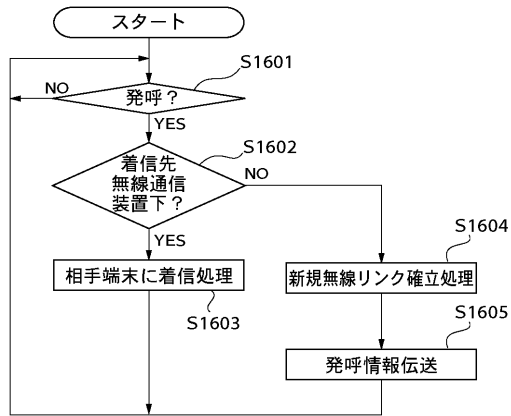 スタート
S1601
NO
発呼？
YES
S1602
着信先
無線通信
装置下？
NO
YES
S1604
相手端末に着信処理
新規無線リンク確立処理
S1603
S1605
発呼情報伝送